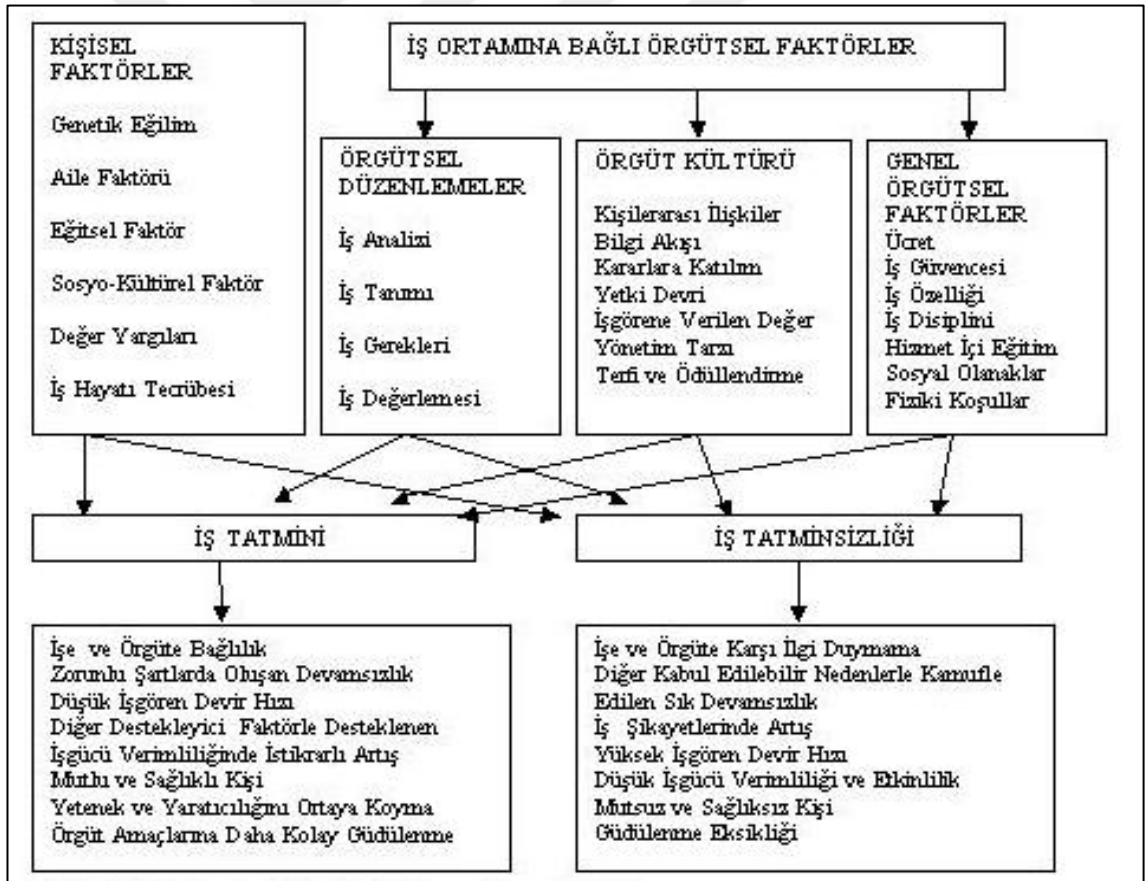 KİŞİSEL
FAKTÖRLER
Genetik Eğilim
Aile Faktörü
Eğitsel Faktör
Sosyo-Kültürel Faktör
Değer Yargıları
İş Hayatı Tecrübesi
İŞ ORTAMINA BAĞLI ÖRGÜTSEL FAKTÖRLER
ÖRGÜTSEL
DÜZENLEMELER
İş Analizi
İş Tanımı
İş Gerekleri
İş Değerlemesi
ÖRGÜT KÜLTÜRÜ
Kişilerarası İlişkiler
Bilgi Akışı
Kararlara Katılım
Yetki Devri
İşgörene Verilen Değer
Yönetim Tarzı
Terfi ve Ödüllendirme
GENEL
ÖRGÜTSEL
FAKTÖRLER
Ücret
İş Güvencesi
İş Özelliği
İş Disiplini
Hizmet İçi Eğitim
Sosyal Olanaklar
Fiziki Koşullar
İŞ TATMİNİ
İŞ TATMİNSİZLİĞİ
İşe ve Örgüte Bağlılık
Zorunlu Şartlarda Oluşan Devamsızlık
Düşük İşgören Devir Hızı
Diğer Destekleyici Faktörle Desteklenen
İşgücü Verimliliğinde İstikrarlı Artış
Mutlu ve Sağlıklı Kişi
Yetenek ve Yaratıcılığını Ortaya Koyma
Örgüt Amaçlarına Daha Kolay Güdülenme
İşe ve Örgüte Karşı İlgi Duymama
Diğer Kabul Edilebilir Nedenlerle Kamufle
Edilen Sık Devamsızlık
İş Şikayetlerinde Artış
Yüksek İşgören Devir Hızı
Düşük İşgücü Verimliliği ve Etkinlilik
Mutsuz ve Sağlıksız Kişi
Güdülenme Eksikliği